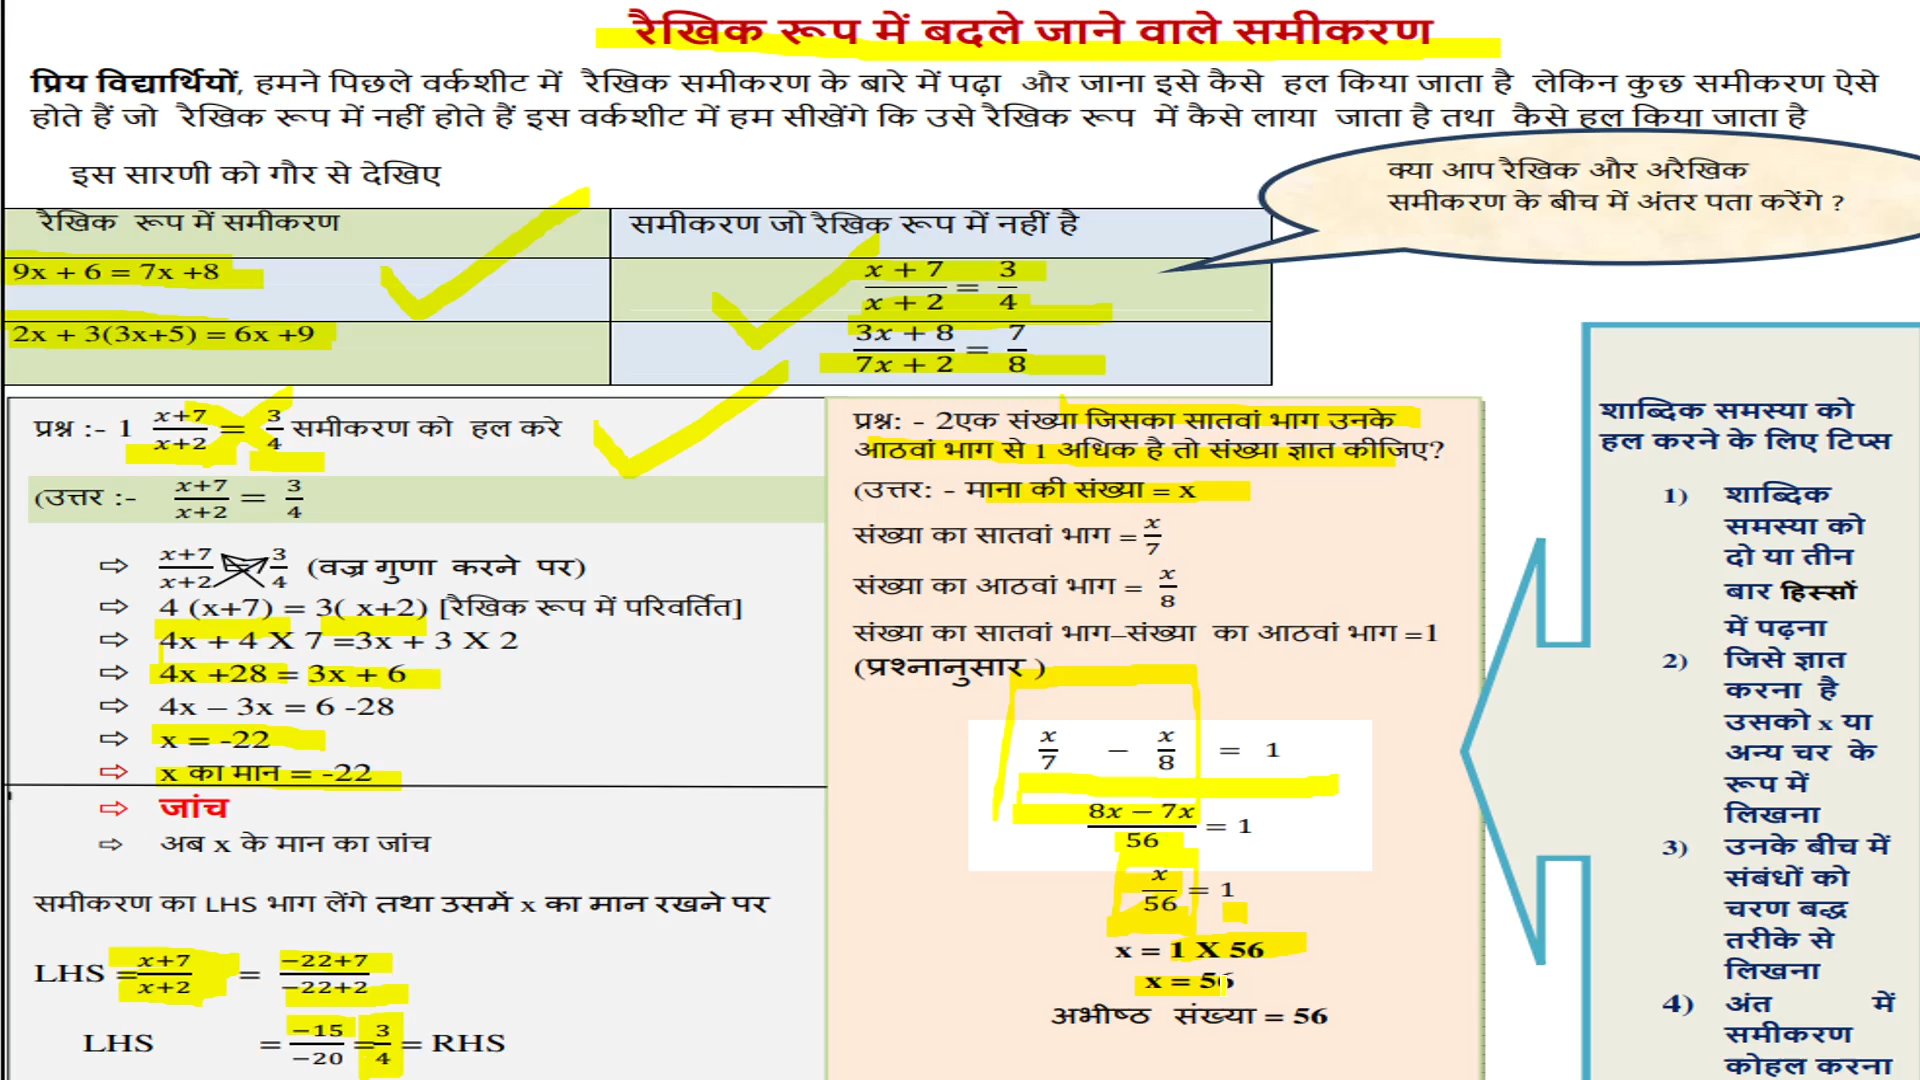 रैखिक रूप में बदले जाने वाले समीकरण
प्रिय विद्यार्थियों, हमने पिछले वर्कशीट में रैखिक समीकरण के बारे में पढ़ा और जाना इसे कैसे हल किया जाता है लेकिन कुछ समीकरण ऐसे
होते हैं जो रैखिक रूप में नहीं होते हैं इस वर्कशीट में हम सीखेंगे कि उसे रैखिक रूप में कैसे लाया जाता है तथा कैसे हल किया जाता है
क्या आप रैखिक और अरैखिक
समीकरण के बीच में अंतर पता करेंगे ?
इस सारणी को गौर से देखिए
रैखिक रूप में समीकरण
समीकरण जो रैखिक रूप में नहीं है
9x + 6 = 7x +8
x + 7 / x + 2 = 3 / 4
2x + 3(3x+5) = 6x +9
3x + 8 / 7x + 2 = 7 / 8
प्रश्न :- 1 x+7 / x+2 = 3 / 4 समीकरण को हल करे
(उत्तर :- x+7 / x+2 = 3 / 4
⇨ x+7 / x+2 = 3 / 4 (वज्र गुणा करने पर)
⇨ 4 (x+7) = 3( x+2) [रैखिक रूप में परिवर्तित]
⇨ 4x + 4 X 7 =3x + 3 X 2
⇨ 4x +28 = 3x + 6
⇨ 4x – 3x = 6 -28
⇨ x = -22
⇨ x का मान = -22
⇨ जांच
⇨ अब x के मान का जांच
समीकरण का LHS भाग लेंगे तथा उसमें x का मान रखने पर
LHS = x+7 / x+2 = −22+7 / −22+2
LHS = −15 / −20 = 3 / 4 = RHS
प्रश्न: - 2एक संख्या जिसका सातवां भाग उनके
आठवां भाग से 1 अधिक है तो संख्या ज्ञात कीजिए?
(उत्तर: - माना की संख्या = x
संख्या का सातवां भाग = x / 7
संख्या का आठवां भाग = x / 8
संख्या का सातवां भाग–संख्या का आठवां भाग =1
(प्रश्नानुसार )
x / 7 − x / 8 = 1
8x − 7x / 56 = 1
x / 56 = 1
x = 1 X 56
x = 56
अभीष्ठ संख्या = 56
शाब्दिक समस्या को
हल करने के लिए टिप्स
1) शाब्दिक
समस्या को
दो या तीन
बार हिस्सों
में पढ़ना
2) जिसे ज्ञात
करना है
उसको x या
अन्य चर के
रूप में
लिखना
3) उनके बीच में
संबंधों को
चरण बद्ध
तरीके से
लिखना
4) अंत में
समीकरण
कोहल करना